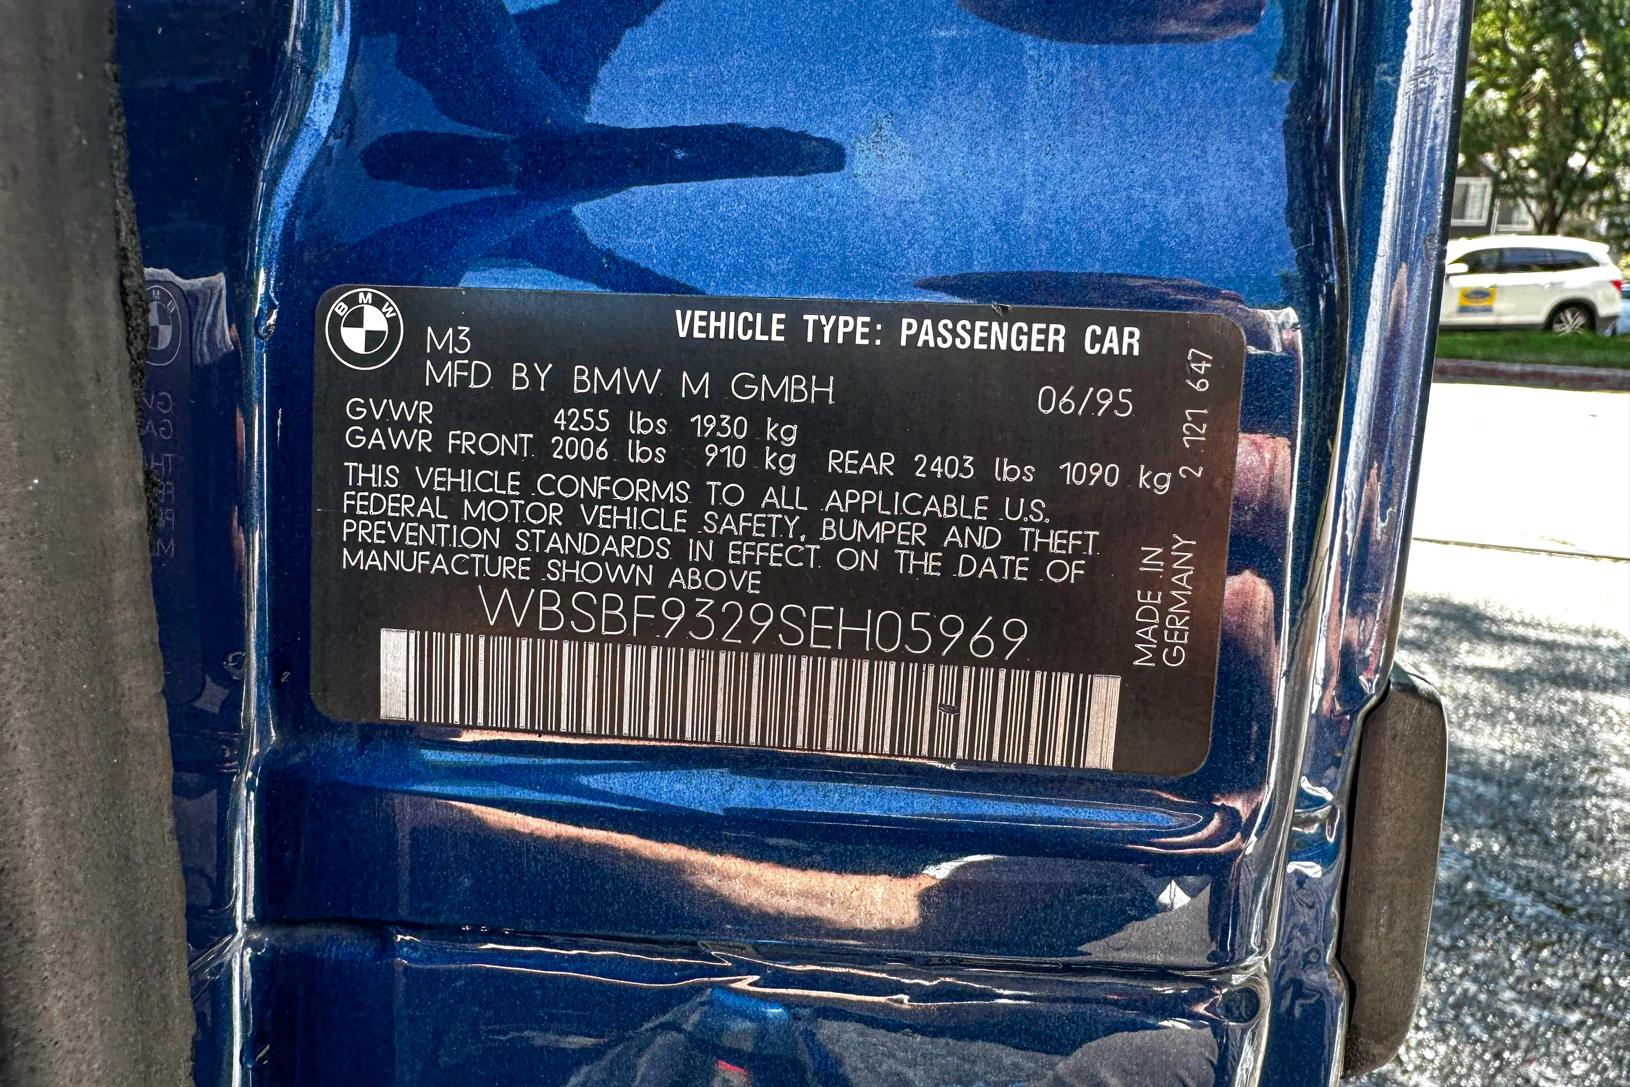 BMW
M3
VEHICLE TYPE: PASSENGER CAR
MFD BY BMW M GMBH
06/95
GVWR 4255 lbs 1930 kg
GAWR FRONT 2006 lbs 910 kg REAR 2403 lbs 1090 kg
THIS VEHICLE CONFORMS TO ALL APPLICABLE U.S.
FEDERAL MOTOR VEHICLE SAFETY, BUMPER AND THEFT
PREVENTION STANDARDS IN EFFECT ON THE DATE OF
MANUFACTURE SHOWN ABOVE
WBSBF9329SEH05969
2 121 647
MADE IN
GERMANY